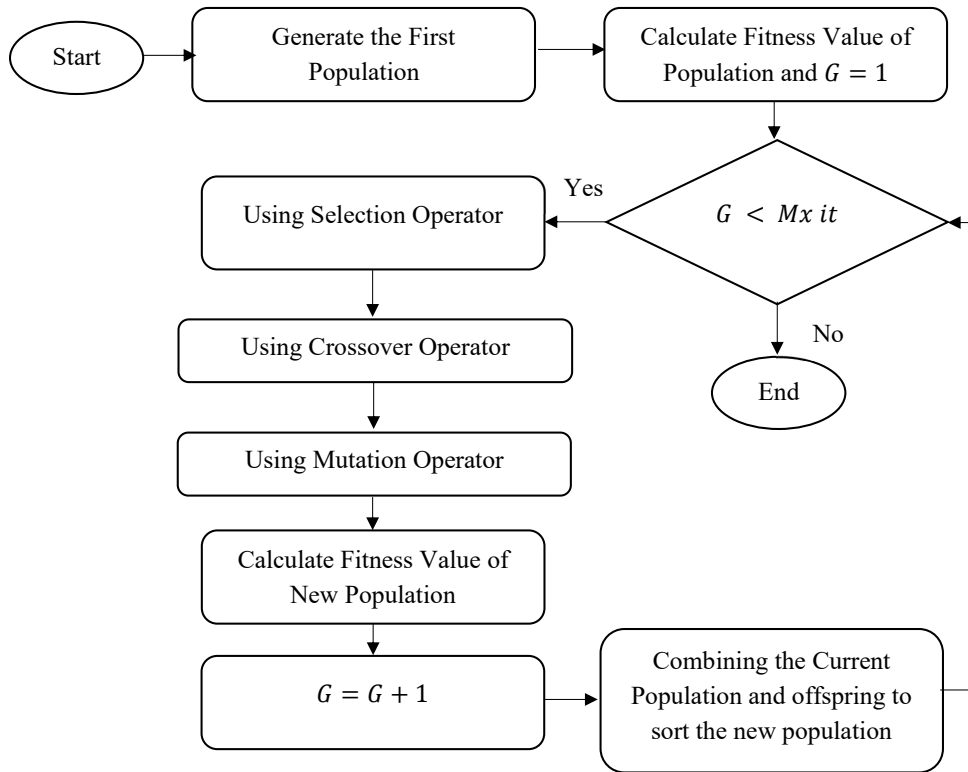 Start
Generate the First
Population
Calculate Fitness Value of
Population and G = 1
G < Mx it
Yes
No
End
Using Selection Operator
Using Crossover Operator
Using Mutation Operator
Calculate Fitness Value of
New Population
G = G + 1
Combining the Current
Population and offspring to
sort the new population